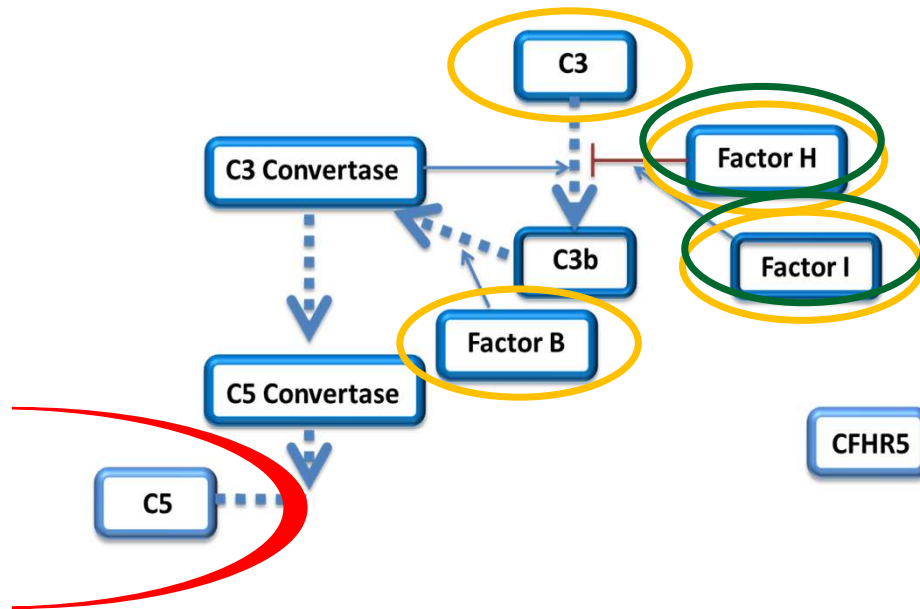 C3
C3 Convertase
Factor H
C3b
Factor I
Factor B
C5 Convertase
CFHR5
C5